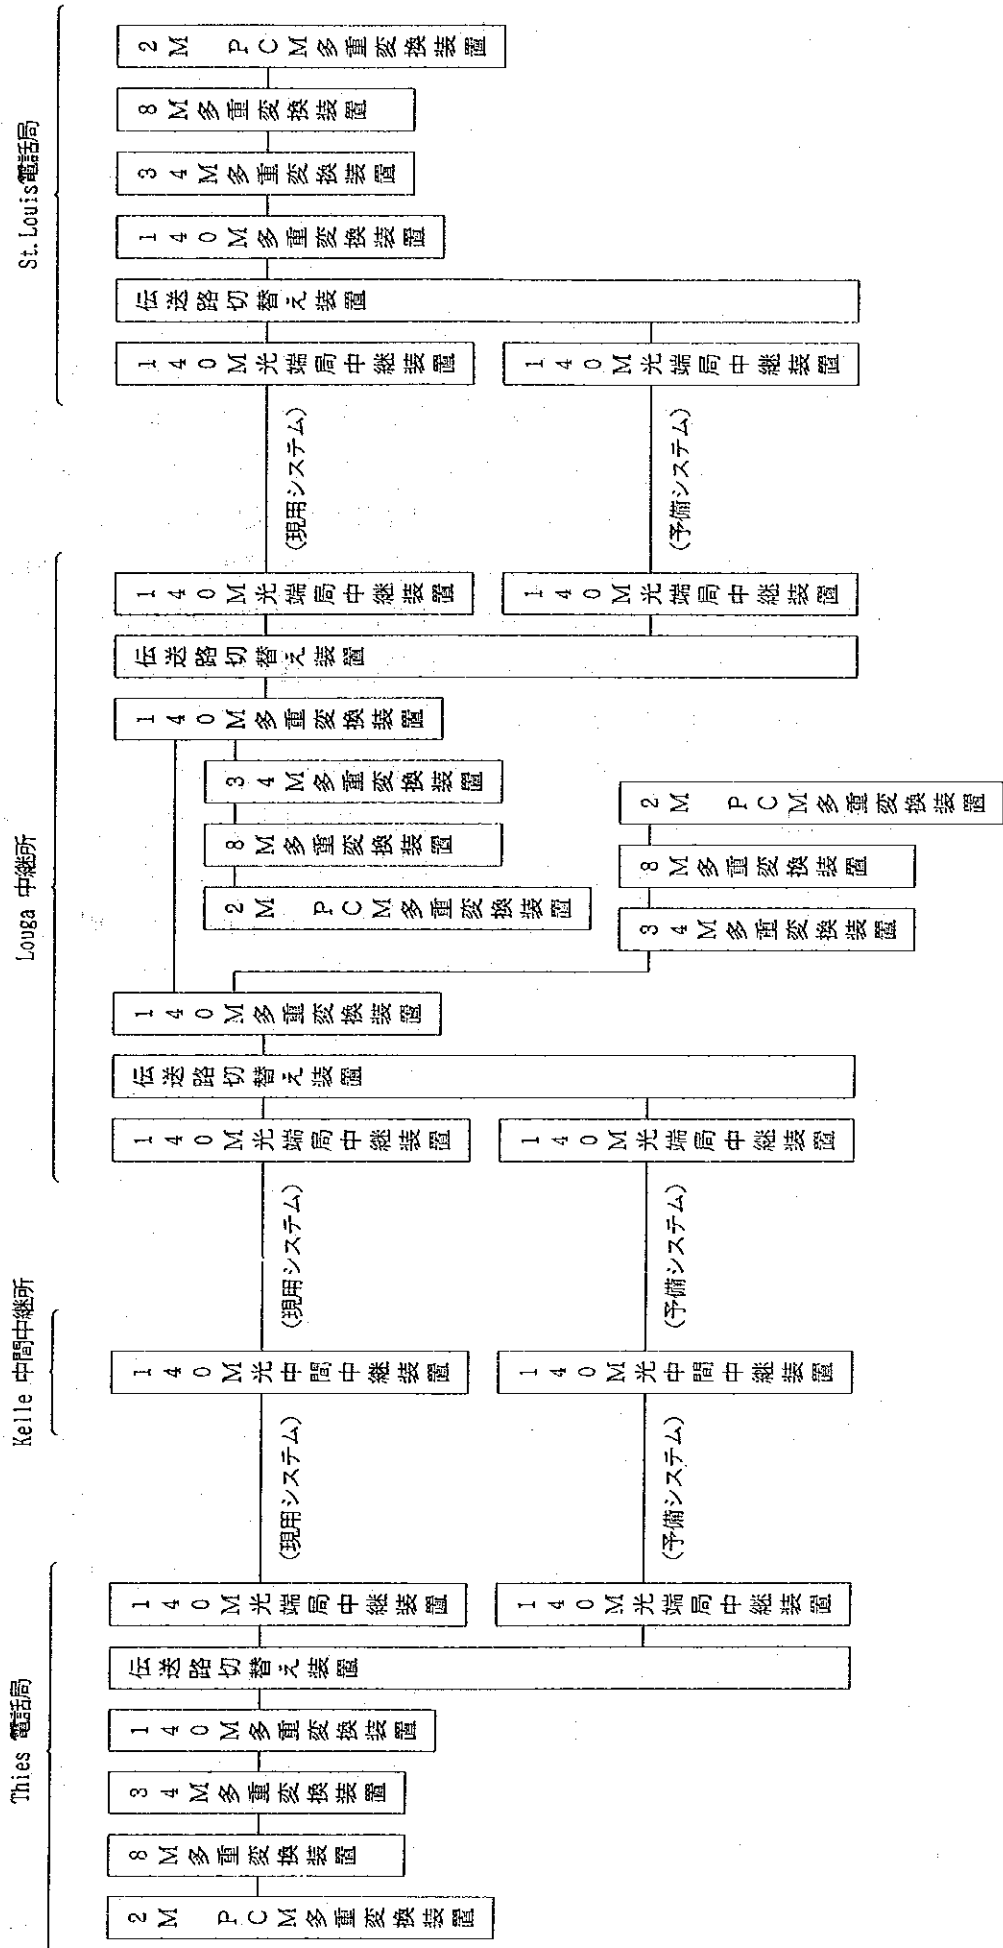 Thies 電話局
2M PCM多重変換装置
8M多重変換装置
34M多重変換装置
140M多重変換装置
伝送路切替え装置
140M光端局中継装置
140M光端局中継装置
(現用システム)
(予備システム)
Kelle 中間中継所
140M光中間中継装置
140M光中間中継装置
(現用システム)
(予備システム)
Louga 中継所
140M光端局中継装置
140M光端局中継装置
伝送路切替え装置
140M多重変換装置
34M多重変換装置
8M多重変換装置
2M PCM多重変換装置
2M PCM多重変換装置
8M多重変換装置
34M多重変換装置
140M多重変換装置
伝送路切替え装置
140M光端局中継装置
140M光端局中継装置
(現用システム)
(予備システム)
St.Louis電話局
140M光端局中継装置
140M光端局中継装置
伝送路切替え装置
140M多重変換装置
34M多重変換装置
8M多重変換装置
2M PCM多重変換装置